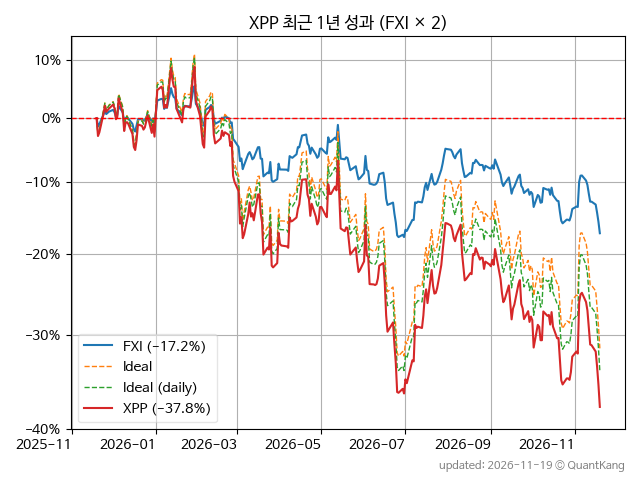 XPP 최근 1년 성과 (FXI × 2)
10%
0%
−10%
−20%
−30%
−40%
FXI (−17.2%)
Ideal
Ideal (daily)
XPP (−37.8%)
2025−11
2026−01
2026−03
2026−05
2026−07
2026−09
2026−11
updated: 2026−11−19 © QuantKang